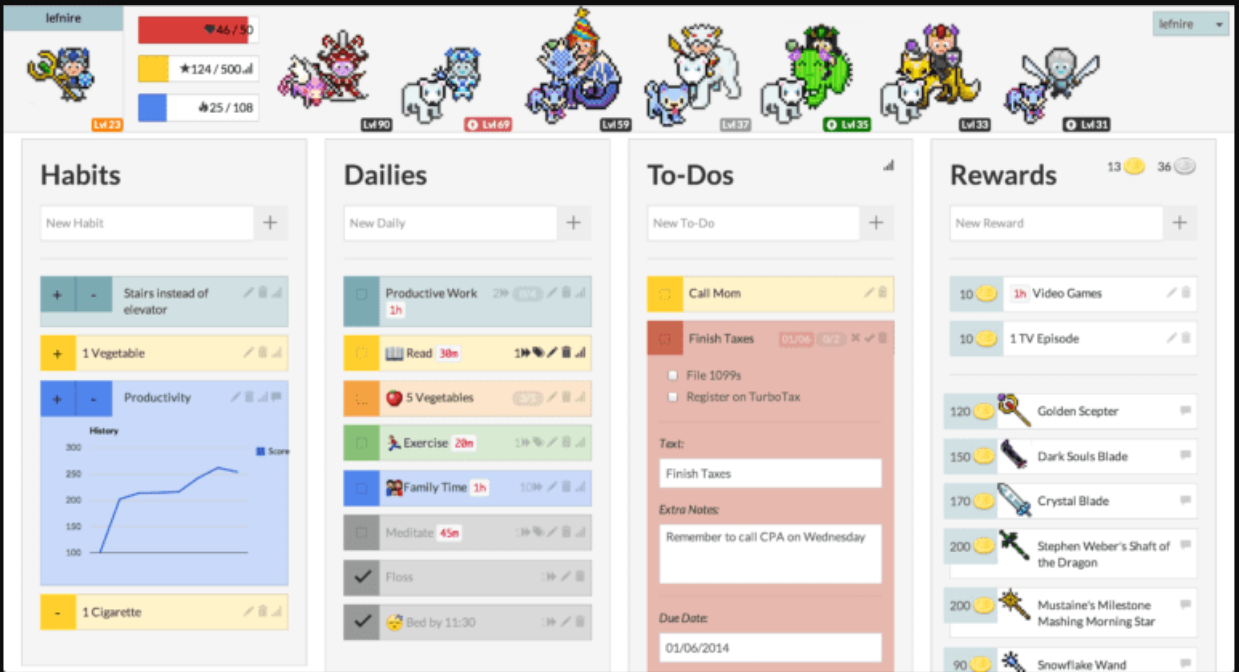 lefnire
46 / 50
124 / 500
25 / 108
Lvl 23
Lvl 90
Lvl 69
Lvl 59
Lvl 37
Lvl 35
Lvl 33
Lvl 31
lefnire
Habits
New Habit +
+ - Stairs instead of
elevator
+ 1 Vegetable
+ - Productivity
History
300
250
200
150
100
Score
- 1 Cigarette
Dailies
New Daily +
Productive Work 2 0/4
1h
Read 30m 1
5 Vegetables
Exercise 20m 1
Family Time 1h 10
Meditate 45m 1
Floss
Bed by 11:30
To-Dos
New To-Do +
Call Mom
Finish Taxes 01/06 0/2
File 1099s
Register on TurboTax
Text:
Finish Taxes
Extra Notes:
Remember to call CPA on Wednesday
Due Date:
01/06/2014
Rewards 13 36
New Reward +
10 1h Video Games
10 1 TV Episode
120 Golden Scepter
150 Dark Souls Blade
170 Crystal Blade
200 Stephen Weber's Shaft of
the Dragon
200 Mustaine's Milestone
Mashing Morning Star
90 Snowflake Wand